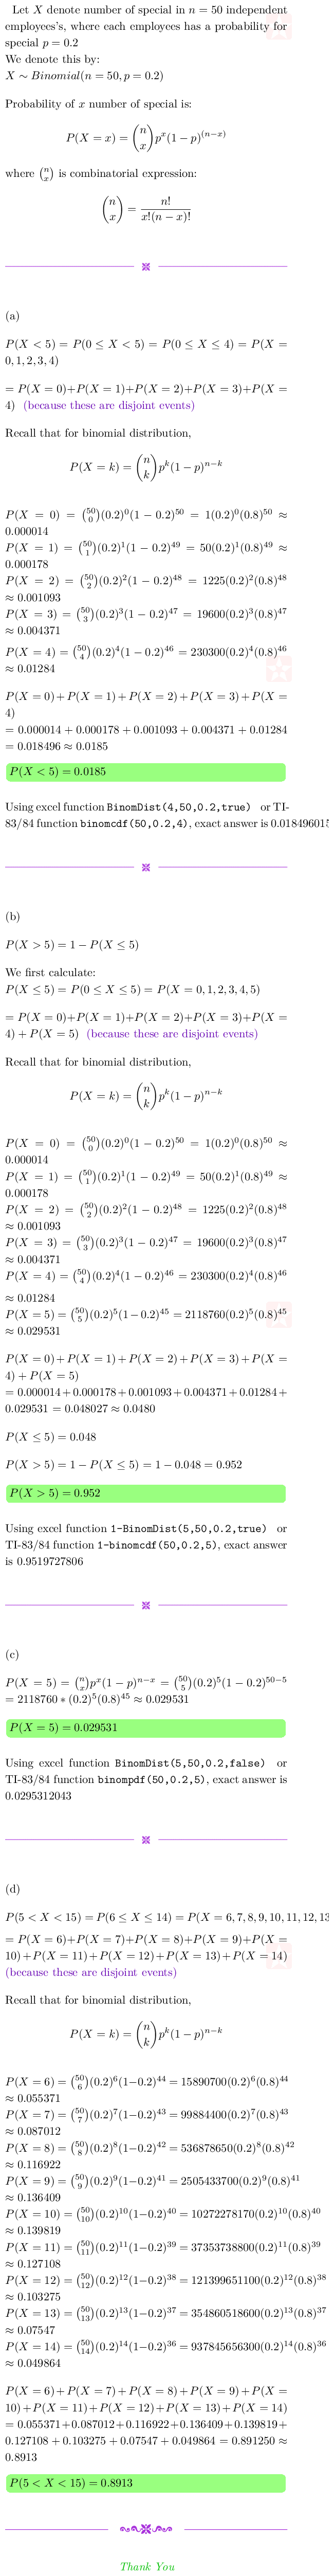 Let X denote number of special in n = 50 independent
employees's, where each employees has a probability for
special p = 0.2
We denote this by:
X ∼ Binomial(n = 50, p = 0.2)
Probability of x number of special is:
P(X = x) = \binom{n}{x} p^x (1 − p)^{(n−x)}
where \binom{n}{x} is combinatorial expression:
\binom{n}{x} = \frac{n!}{x!(n − x)!}
(a)
P(X < 5) = P(0 ≤ X < 5) = P(0 ≤ X ≤ 4) = P(X =
0, 1, 2, 3, 4)
= P(X = 0)+P(X = 1)+P(X = 2)+P(X = 3)+P(X =
4) (because these are disjoint events)
Recall that for binomial distribution,
P(X = k) = \binom{n}{k} p^k (1 − p)^{n−k}
P(X = 0) = \binom{50}{0}(0.2)^0(1 − 0.2)^{50} = 1(0.2)^0(0.8)^{50} ≈
0.000014
P(X = 1) = \binom{50}{1}(0.2)^1(1 − 0.2)^{49} = 50(0.2)^1(0.8)^{49} ≈
0.000178
P(X = 2) = \binom{50}{2}(0.2)^2(1 − 0.2)^{48} = 1225(0.2)^2(0.8)^{48}
≈ 0.001093
P(X = 3) = \binom{50}{3}(0.2)^3(1 − 0.2)^{47} = 19600(0.2)^3(0.8)^{47}
≈ 0.004371
P(X = 4) = \binom{50}{4}(0.2)^4(1 − 0.2)^{46} = 230300(0.2)^4(0.8)^{46}
≈ 0.01284
P(X = 0)+P(X = 1)+P(X = 2)+P(X = 3)+P(X =
4)
= 0.000014 + 0.000178 + 0.001093 + 0.004371 + 0.01284
= 0.018496 ≈ 0.0185
P(X < 5) = 0.0185
Using excel function BinomDist(4,50,0.2,true) or TI-
83/84 function binomcdf(50,0.2,4), exact answer is 0.018496015
(b)
P(X > 5) = 1 − P(X ≤ 5)
We first calculate:
P(X ≤ 5) = P(0 ≤ X ≤ 5) = P(X = 0, 1, 2, 3, 4, 5)
= P(X = 0)+P(X = 1)+P(X = 2)+P(X = 3)+P(X =
4) + P(X = 5) (because these are disjoint events)
Recall that for binomial distribution,
P(X = k) = \binom{n}{k} p^k (1 − p)^{n−k}
P(X = 0) = \binom{50}{0}(0.2)^0(1 − 0.2)^{50} = 1(0.2)^0(0.8)^{50} ≈
0.000014
P(X = 1) = \binom{50}{1}(0.2)^1(1 − 0.2)^{49} = 50(0.2)^1(0.8)^{49} ≈
0.000178
P(X = 2) = \binom{50}{2}(0.2)^2(1 − 0.2)^{48} = 1225(0.2)^2(0.8)^{48}
≈ 0.001093
P(X = 3) = \binom{50}{3}(0.2)^3(1 − 0.2)^{47} = 19600(0.2)^3(0.8)^{47}
≈ 0.004371
P(X = 4) = \binom{50}{4}(0.2)^4(1 − 0.2)^{46} = 230300(0.2)^4(0.8)^{46}
≈ 0.01284
P(X = 5) = \binom{50}{5}(0.2)^5(1−0.2)^{45} = 2118760(0.2)^5(0.8)^{45}
≈ 0.029531
P(X = 0)+P(X = 1)+P(X = 2)+P(X = 3)+P(X =
4) + P(X = 5)
= 0.000014+0.000178+0.001093+0.004371+0.01284+
0.029531 = 0.048027 ≈ 0.0480
P(X ≤ 5) = 0.048
P(X > 5) = 1 − P(X ≤ 5) = 1 − 0.048 = 0.952
P(X > 5) = 0.952
Using excel function 1-BinomDist(5,50,0.2,true) or
TI-83/84 function 1-binomcdf(50,0.2,5), exact answer
is 0.9519727806
(c)
P(X = 5) = \binom{n}{x}p^x(1 − p)^{n−x} = \binom{50}{5}(0.2)^5(1 − 0.2)^{50−5}
= 2118760 ∗ (0.2)^5(0.8)^{45} ≈ 0.029531
P(X = 5) = 0.029531
Using excel function BinomDist(5,50,0.2,false) or
TI-83/84 function binompdf(50,0.2,5), exact answer is
0.0295312043
(d)
P(5 < X < 15) = P(6 ≤ X ≤ 14) = P(X = 6, 7, 8, 9, 10, 11, 12, 13
= P(X = 6)+P(X = 7)+P(X = 8)+P(X = 9)+P(X =
10)+P(X = 11)+P(X = 12)+P(X = 13)+P(X = 14)
(because these are disjoint events)
Recall that for binomial distribution,
P(X = k) = \binom{n}{k} p^k (1 − p)^{n−k}
P(X = 6) = \binom{50}{6}(0.2)^6(1−0.2)^{44} = 15890700(0.2)^6(0.8)^{44}
≈ 0.055371
P(X = 7) = \binom{50}{7}(0.2)^7(1−0.2)^{43} = 99884400(0.2)^7(0.8)^{43}
≈ 0.087012
P(X = 8) = \binom{50}{8}(0.2)^8(1−0.2)^{42} = 536878650(0.2)^8(0.8)^{42}
≈ 0.116922
P(X = 9) = \binom{50}{9}(0.2)^9(1−0.2)^{41} = 2505433700(0.2)^9(0.8)^{41}
≈ 0.136409
P(X = 10) = \binom{50}{10}(0.2)^{10}(1−0.2)^{40} = 10272278170(0.2)^{10}(0.8)^{40}
≈ 0.139819
P(X = 11) = \binom{50}{11}(0.2)^{11}(1−0.2)^{39} = 37353738800(0.2)^{11}(0.8)^{39}
≈ 0.127108
P(X = 12) = \binom{50}{12}(0.2)^{12}(1−0.2)^{38} = 121399651100(0.2)^{12}(0.8)^{38}
≈ 0.103275
P(X = 13) = \binom{50}{13}(0.2)^{13}(1−0.2)^{37} = 354860518600(0.2)^{13}(0.8)^{37}
≈ 0.07547
P(X = 14) = \binom{50}{14}(0.2)^{14}(1−0.2)^{36} = 937845656300(0.2)^{14}(0.8)^{36}
≈ 0.049864
P(X = 6)+P(X = 7)+P(X = 8)+P(X = 9)+P(X =
10)+P(X = 11)+P(X = 12)+P(X = 13)+P(X = 14)
= 0.055371+0.087012+0.116922+0.136409+0.139819+
0.127108 + 0.103275 + 0.07547 + 0.049864 = 0.891250 ≈
0.8913
P(5 < X < 15) = 0.8913
Thank You